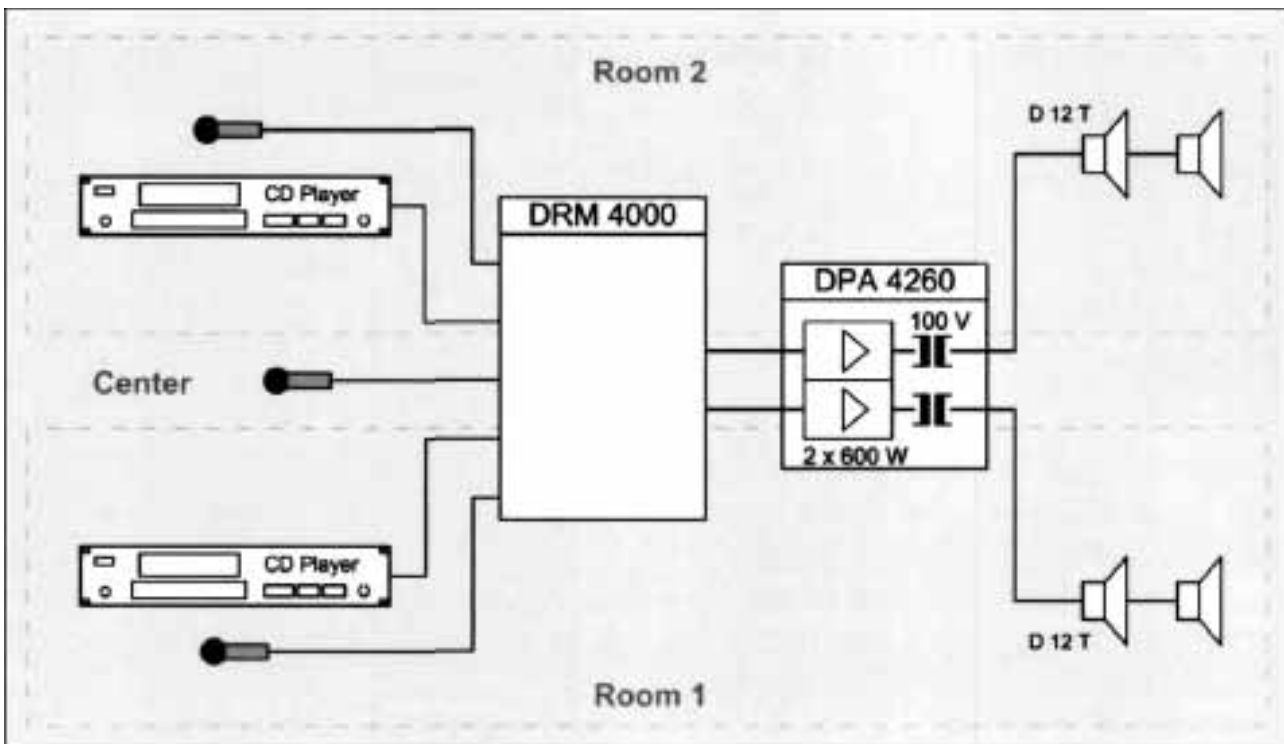 Room 2
D 12 T
CD Player
DRM 4000
DPA 4260
100 V
Center
2 x 600 W
CD Player
D 12 T
Room 1